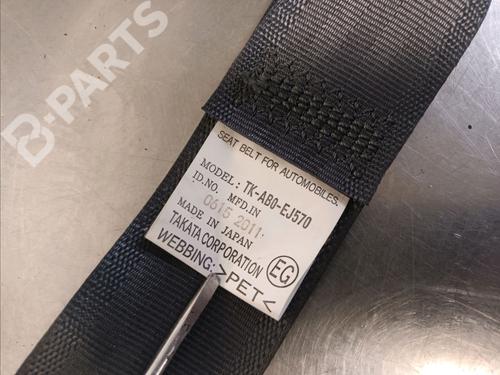 B-PARTS
SEAT BELT FOR AUTOMOBILES.
MODEL: TK-AB0-EJ570
ID.NO. MFD.IN
0615 2011.
MADE IN JAPAN
TAKATA CORPORATION
WEBBING:>PET<
EG